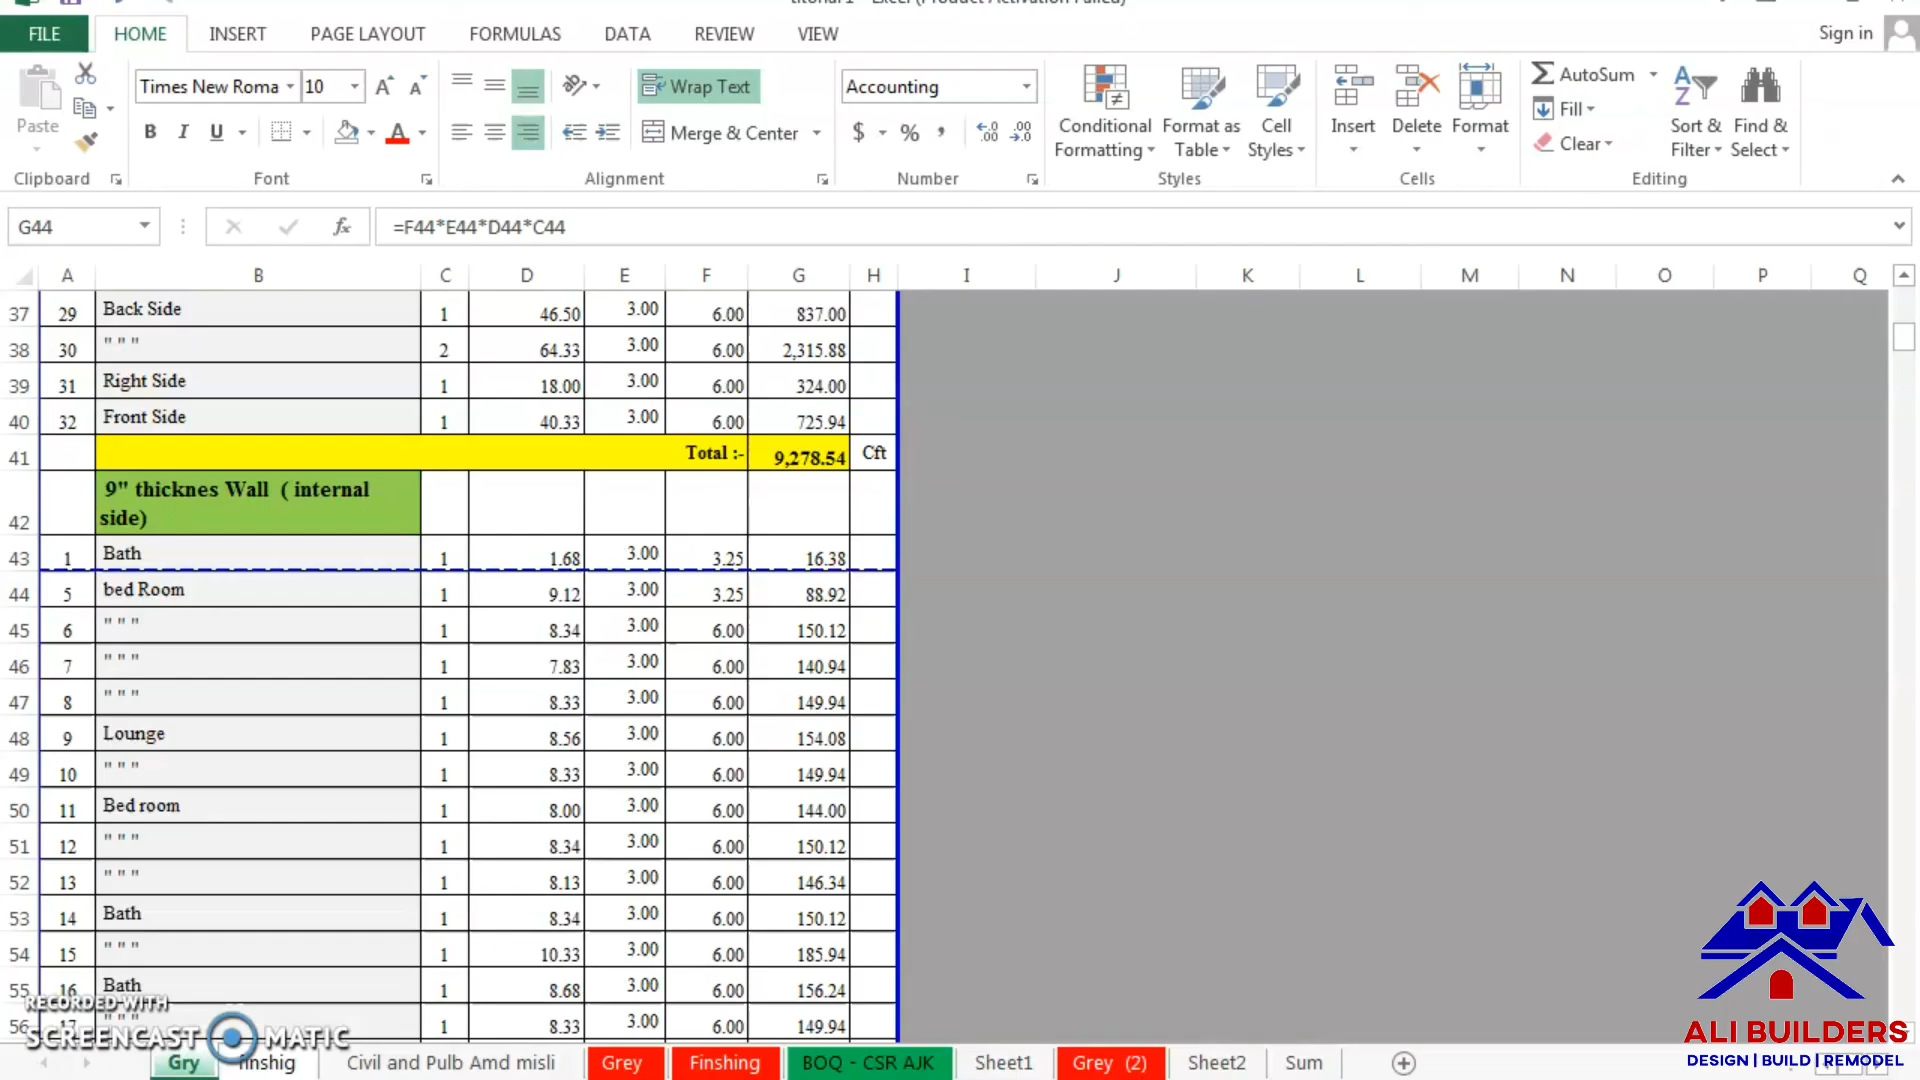 FILE HOME INSERT PAGE LAYOUT FORMULAS DATA REVIEW VIEW Sign in
Times New Roma 10 Wrap Text Accounting AutoSum
Fill
Paste B I U A Merge & Center $ % , Conditional Formatting Format as Table Cell Styles Insert Delete Format Clear Sort & Filter Find & Select
Clipboard Font Alignment Number Styles Cells Editing
G44 fx =F44*E44*D44*C44
A B C D E F G H I J K L M N O P Q
37 29 Back Side 1 46.50 3.00 6.00 837.00
38 30 " " " 2 64.33 3.00 6.00 2,315.88
39 31 Right Side 1 18.00 3.00 6.00 324.00
40 32 Front Side 1 40.33 3.00 6.00 725.94
41 Total :- 9,278.54 Cft
42 9" thicknes Wall ( internal side)
43 1 Bath 1 1.68 3.00 3.25 16.38
44 5 bed Room 1 9.12 3.00 3.25 88.92
45 6 " " " 1 8.34 3.00 6.00 150.12
46 7 " " " 1 7.83 3.00 6.00 140.94
47 8 " " " 1 8.33 3.00 6.00 149.94
48 9 Lounge 1 8.56 3.00 6.00 154.08
49 10 " " " 1 8.33 3.00 6.00 149.94
50 11 Bed room 1 8.00 3.00 6.00 144.00
51 12 " " " 1 8.34 3.00 6.00 150.12
52 13 " " " 1 8.13 3.00 6.00 146.34
53 14 Bath 1 8.34 3.00 6.00 150.12
54 15 " " " 1 10.33 3.00 6.00 185.94
55 16 Bath 1 8.68 3.00 6.00 156.24
56 17 " " " 1 8.33 3.00 6.00 149.94
RECORDED WITH
SCREENCAST MATIC
Gry finshig Civil and Pulb Amd misli Grey Finshing BOQ - CSR AJK Sheet1 Grey (2) Sheet2 Sum
ALI BUILDERS
DESIGN | BUILD | REMODEL